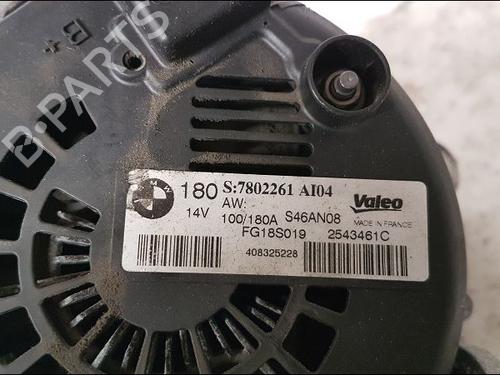 B+
B-PARTS
180 S:7802261 AI04
AW:
14V 100/180A S46AN08 Valeo
MADE IN FRANCE
FG18S019 2543461C
408325228